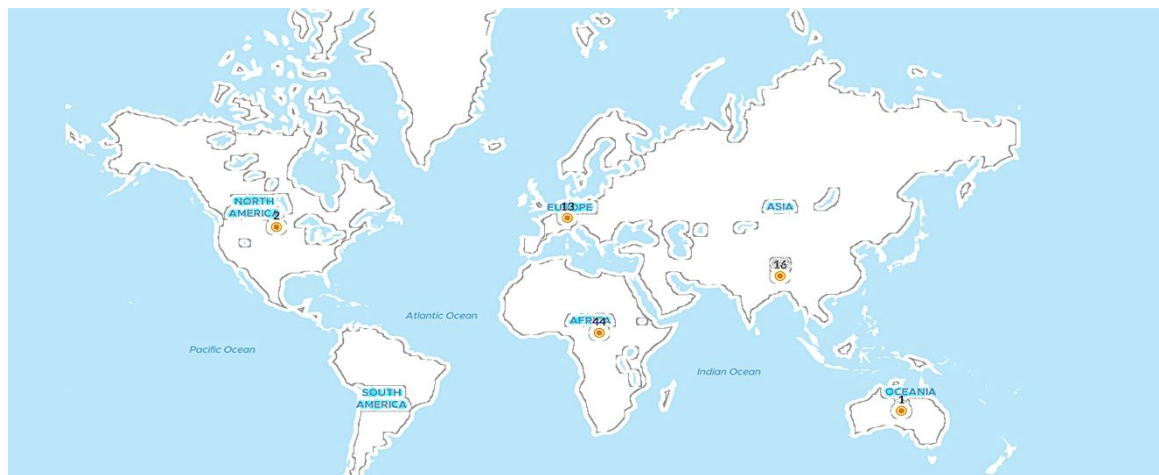 NORTH
AMERICA
2
EUROPE
13
ASIA
16
Atlantic Ocean
AFRICA
44
Pacific Ocean
Indian Ocean
SOUTH
AMERICA
OCEANIA
1